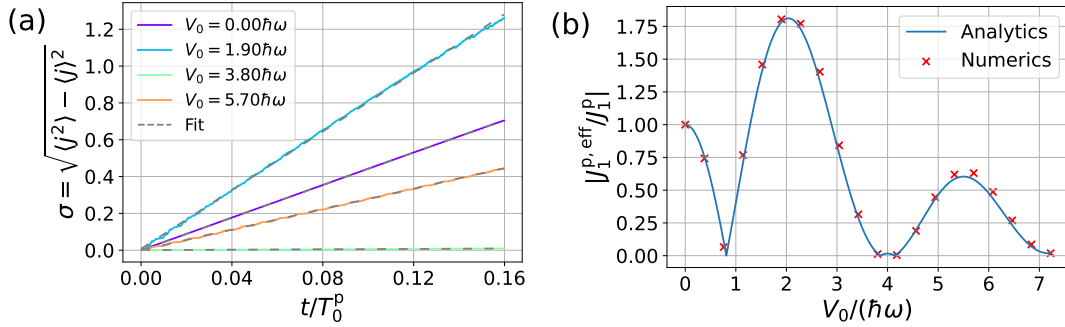 (a)
σ = √⟨j²⟩ − ⟨j⟩²
1.2
1.0
0.8
0.6
0.4
0.2
0.0
V₀ = 0.00ℏω
V₀ = 1.90ℏω
V₀ = 3.80ℏω
V₀ = 5.70ℏω
Fit
0.00 0.04 0.08 0.12 0.16
t/T₀ᵖ
(b)
|J₁ᵖ,ᵉᶠᶠ/J₁ᵖ|
1.75
1.50
1.25
1.00
0.75
0.50
0.25
0.00
Analytics
Numerics
0 1 2 3 4 5 6 7
V₀/(ℏω)